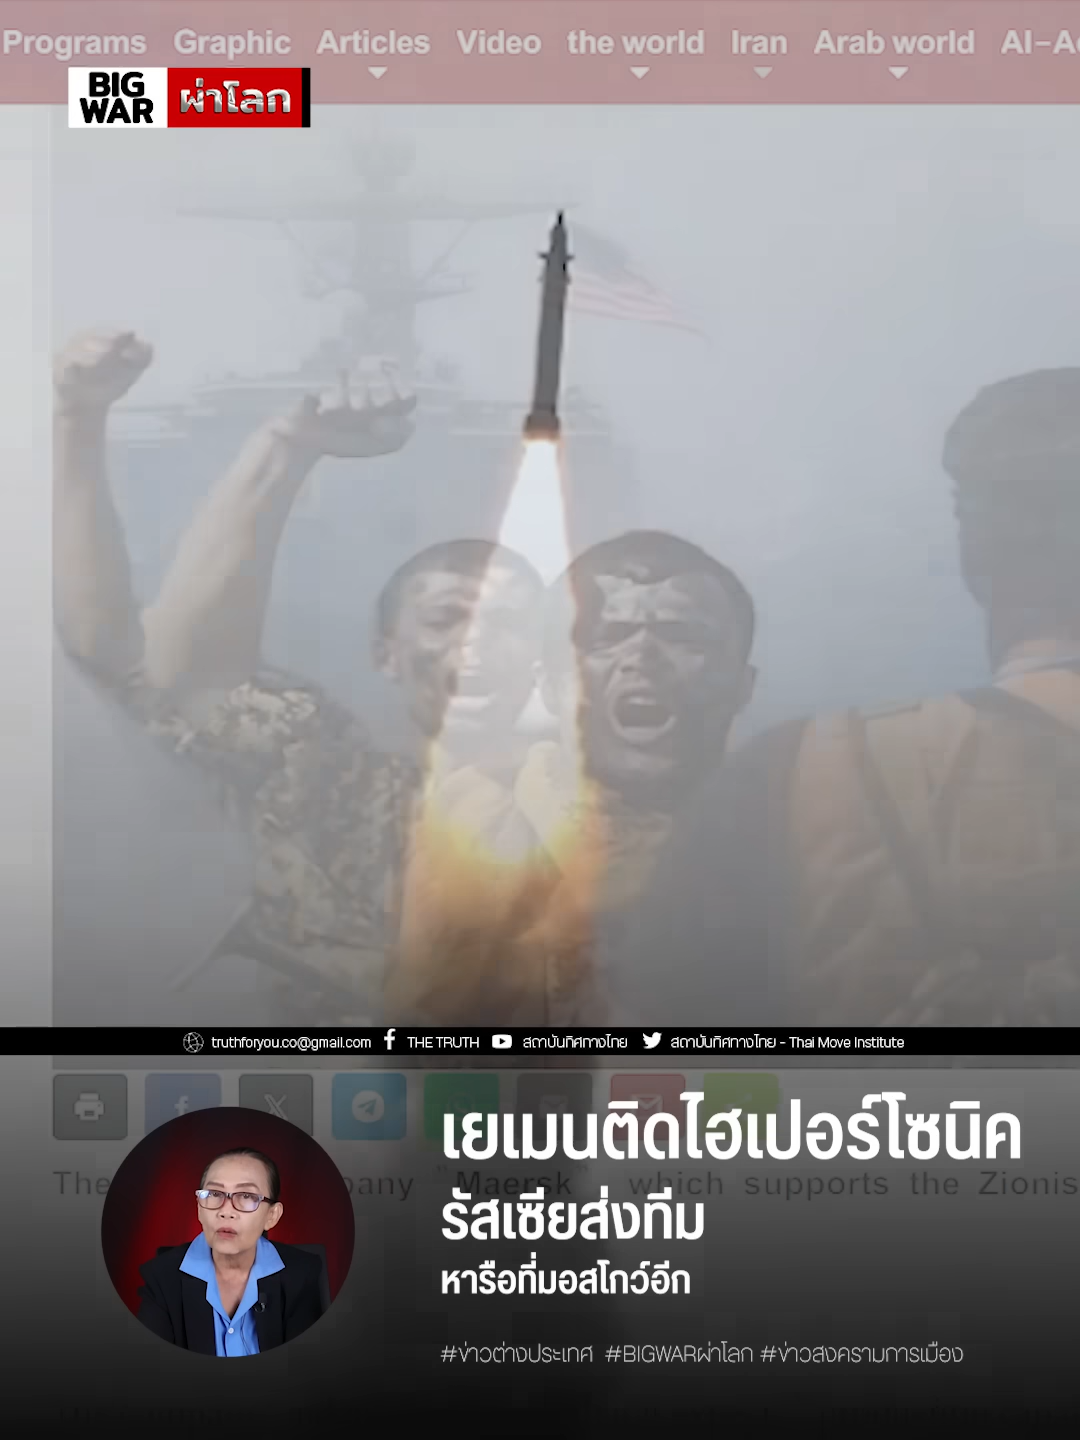 Programs Graphic Articles Video the world Iran Arab world
BIG
WAR
ผ่าโลก
truthforyou.co@gmail.com THE TRUTH สถาบันทิศทางไทย สถาบันทิศทางไทย - Thai Move Institute
เยเมนติดไฮเปอร์โซนิค
The pany "Maersk" which supports the Zionis
รัสเซียส่งทีม
หารือที่มอสโกว์อีก
#ข่าวต่างประเทศ #BIGWARผ่าโลก #ข่าวสงครามการเมือง